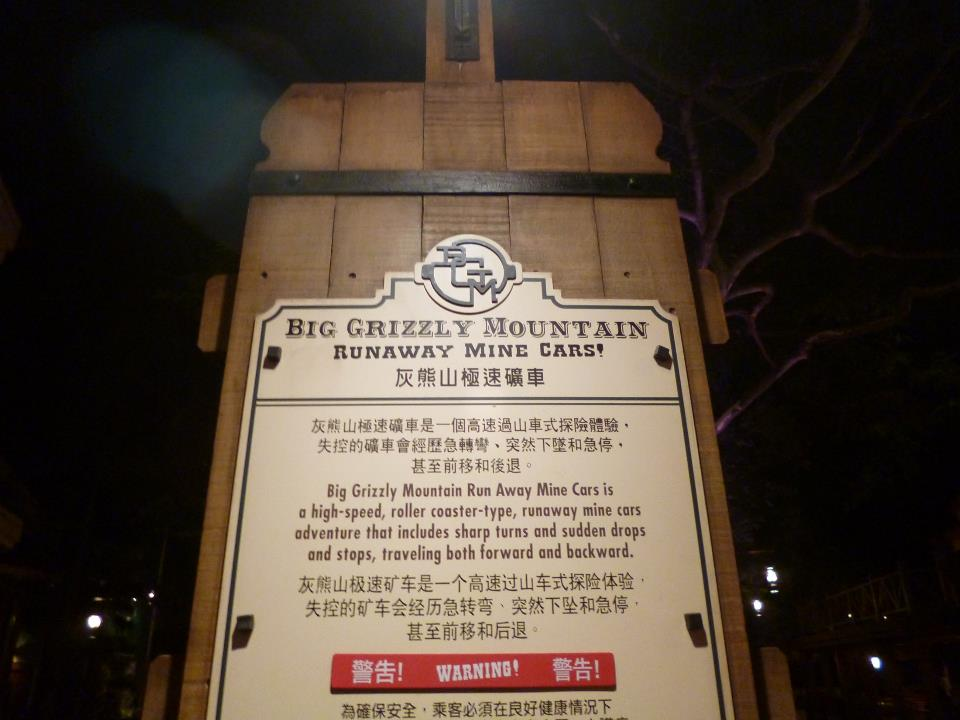 BGM
BIG GRIZZLY MOUNTAIN
RUNAWAY MINE CARS!
灰熊山極速礦車
灰熊山極速礦車是一個高速過山車式探險體驗，
失控的礦車會經歷急轉彎、突然下墜和急停，
甚至前移和後退。
Big Grizzly Mountain Run Away Mine Cars is
a high-speed, roller coaster-type, runaway mine cars
adventure that includes sharp turns and sudden drops
and stops, traveling both forward and backward.
灰熊山极速矿车是一个高速过山车式探险体验，
失控的矿车会经历急转弯、突然下坠和急停，
甚至前移和后退。
警告! WARNING! 警告!
為確保安全，乘客必須在良好健康情況下